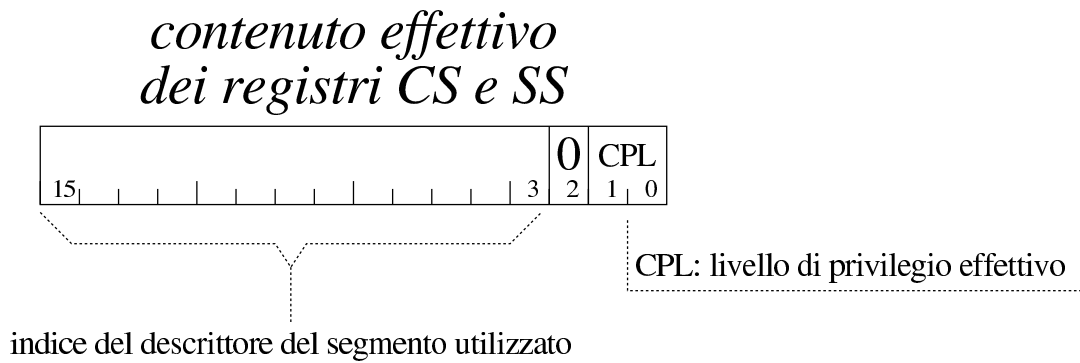 contenuto effettivo
dei registri CS e SS
0 CPL
15 3 2 1 0
CPL: livello di privilegio effettivo
indice del descrittore del segmento utilizzato